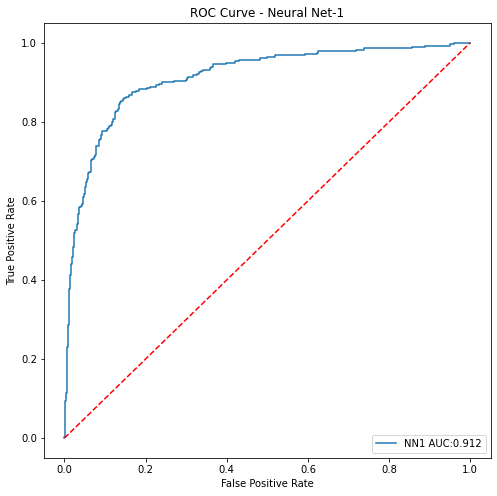 ROC Curve - Neural Net-1
True Positive Rate
1.0
0.8
0.6
0.4
0.2
0.0
NN1 AUC:0.912
0.0 0.2 0.4 0.6 0.8 1.0
False Positive Rate